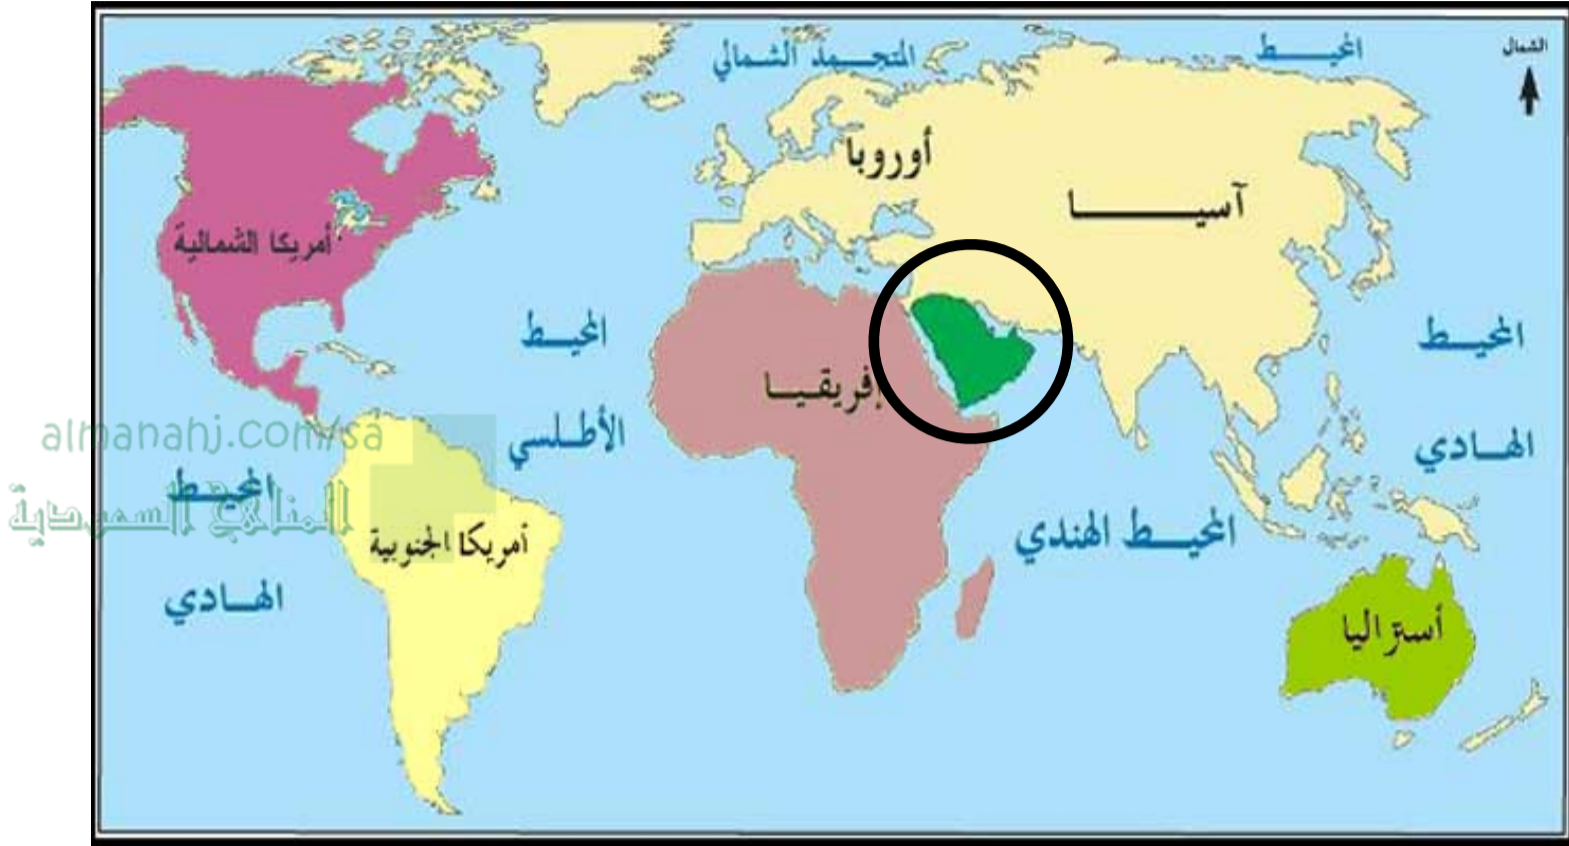 المحيط
المتجمد الشمالي
الشمال
أوروبا
آسيا
أمريكا الشمالية
المحيط
الأطلسي
إفريقيا
المحيط
الهادي
almanahj.com/sa
المناهج السعودية
المحيط
الهادي
أمريكا الجنوبية
المحيط الهندي
أستراليا